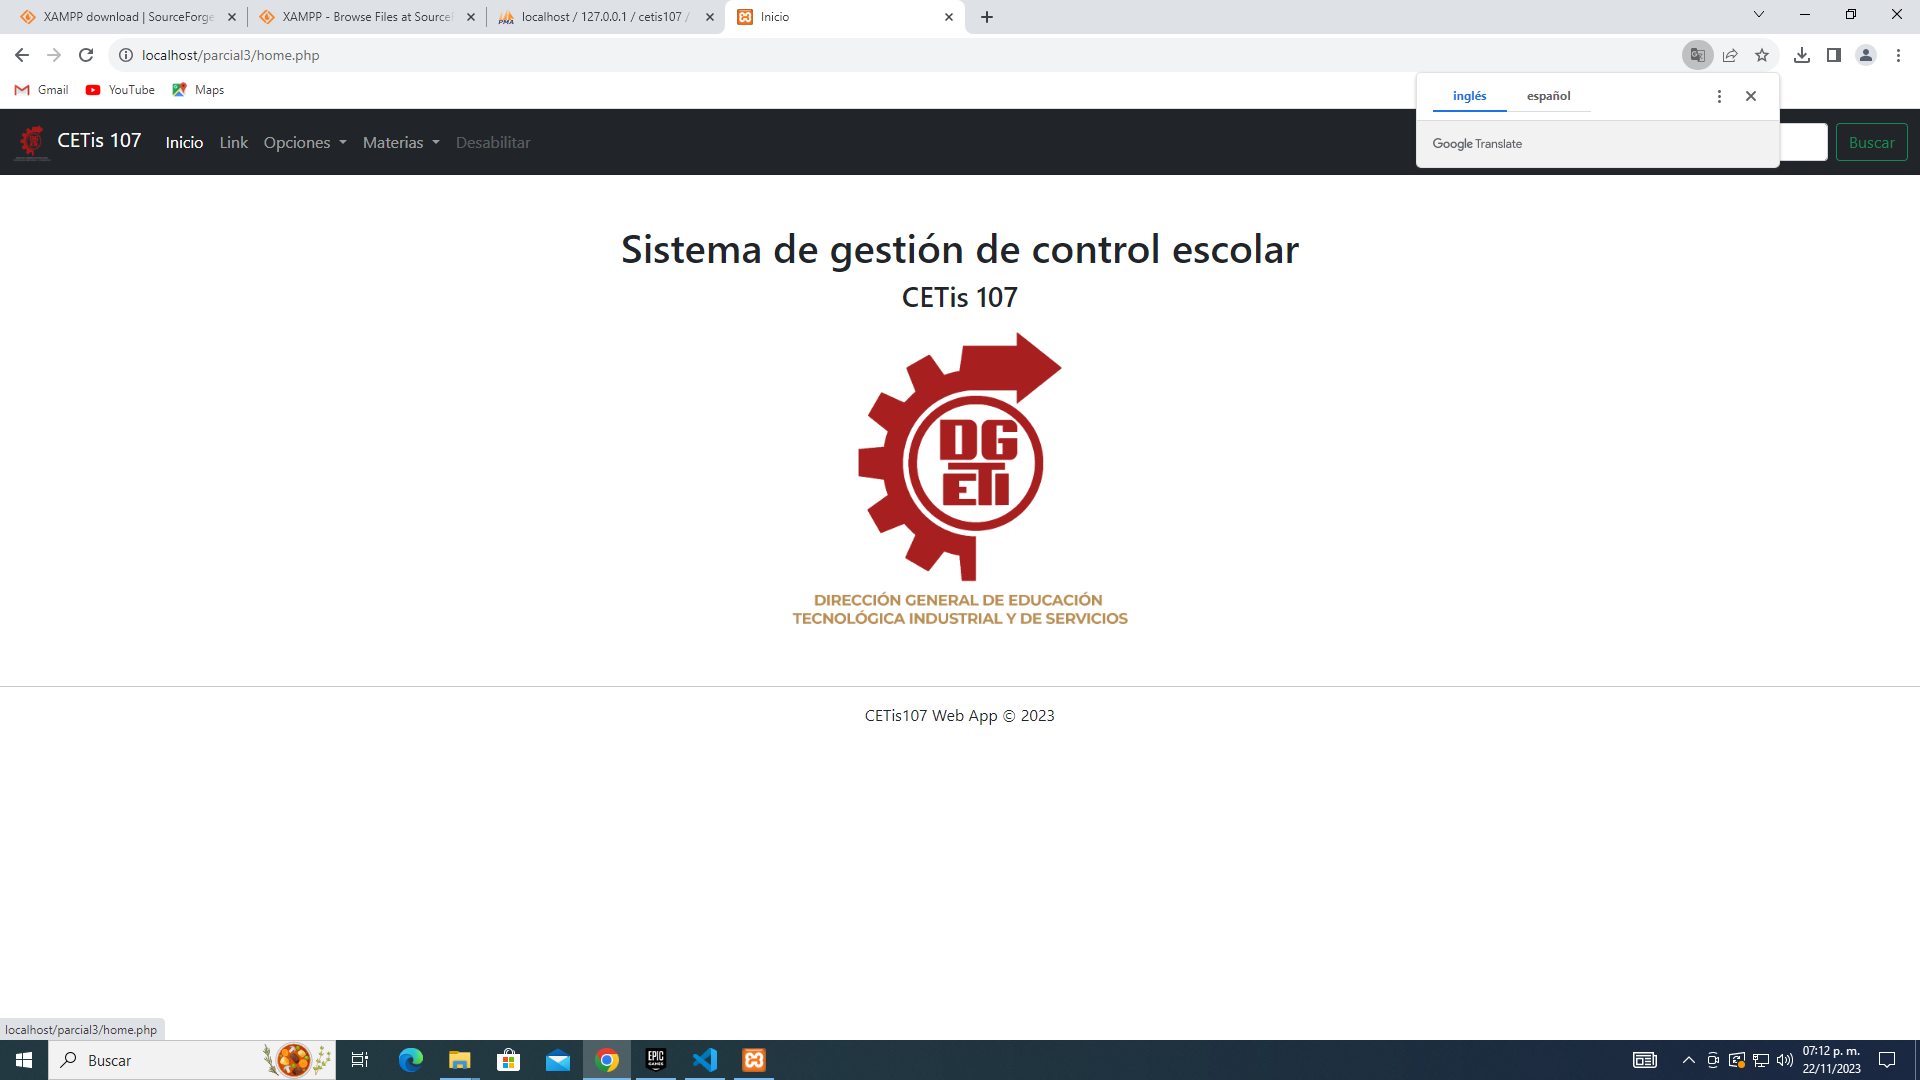 XAMPP download | SourceForge
XAMPP - Browse Files at Source
localhost / 127.0.0.1 / cetis107 /
Inicio
localhost/parcial3/home.php
Gmail
YouTube
Maps
inglés
español
Google Translate
CETis 107
Inicio
Link
Opciones
Materias
Desabilitar
Buscar
Sistema de gestión de control escolar
CETis 107
DG
ETi
DIRECCIÓN GENERAL DE EDUCACIÓN
TECNOLÓGICA INDUSTRIAL Y DE SERVICIOS
CETis107 Web App © 2023
localhost/parcial3/home.php
Buscar
EPIC
GAMES
07:12 p. m.
22/11/2023